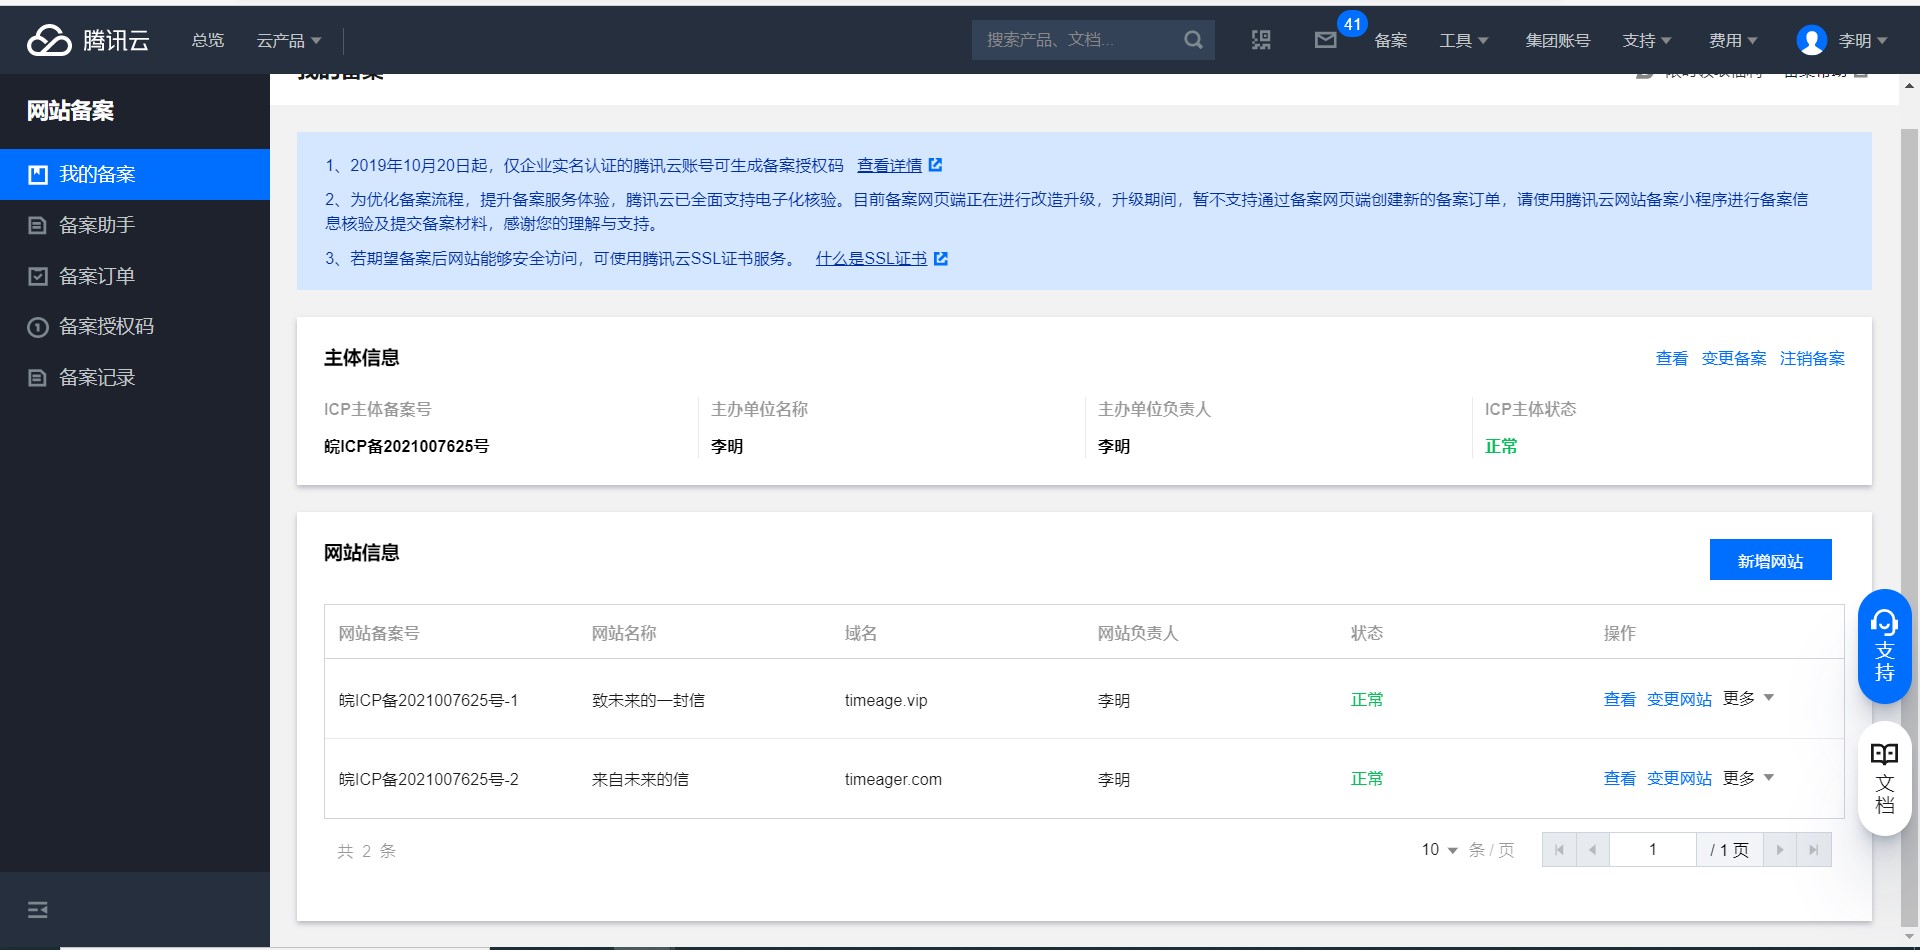 腾讯云
总览
云产品
搜索产品、文档...
41
备案
工具
集团账号
支持
费用
李明
网站备案
我的备案
备案助手
备案订单
备案授权码
备案记录
我的备案
1、2019年10月20日起，仅企业实名认证的腾讯云账号可生成备案授权码 查看详情
2、为优化备案流程，提升备案服务体验，腾讯云已全面支持电子化核验。目前备案网页端正在进行改造升级，升级期间，暂不支持通过备案网页端创建新的备案订单，请使用腾讯云网站备案小程序进行备案信
息核验及提交备案材料，感谢您的理解与支持。
3、若期望备案后网站能够安全访问，可使用腾讯云SSL证书服务。 什么是SSL证书
主体信息
查看 变更备案 注销备案
ICP主体备案号 主办单位名称 主办单位负责人 ICP主体状态
皖ICP备2021007625号 李明 李明 正常
网站信息
新增网站
网站备案号 网站名称 域名 网站负责人 状态 操作
皖ICP备2021007625号-1 致未来的一封信 timeage.vip 李明 正常 查看 变更网站 更多
皖ICP备2021007625号-2 来自未来的信 timeager.com 李明 正常 查看 变更网站 更多
共 2 条
10 条 / 页
1
/ 1 页
支持
文档